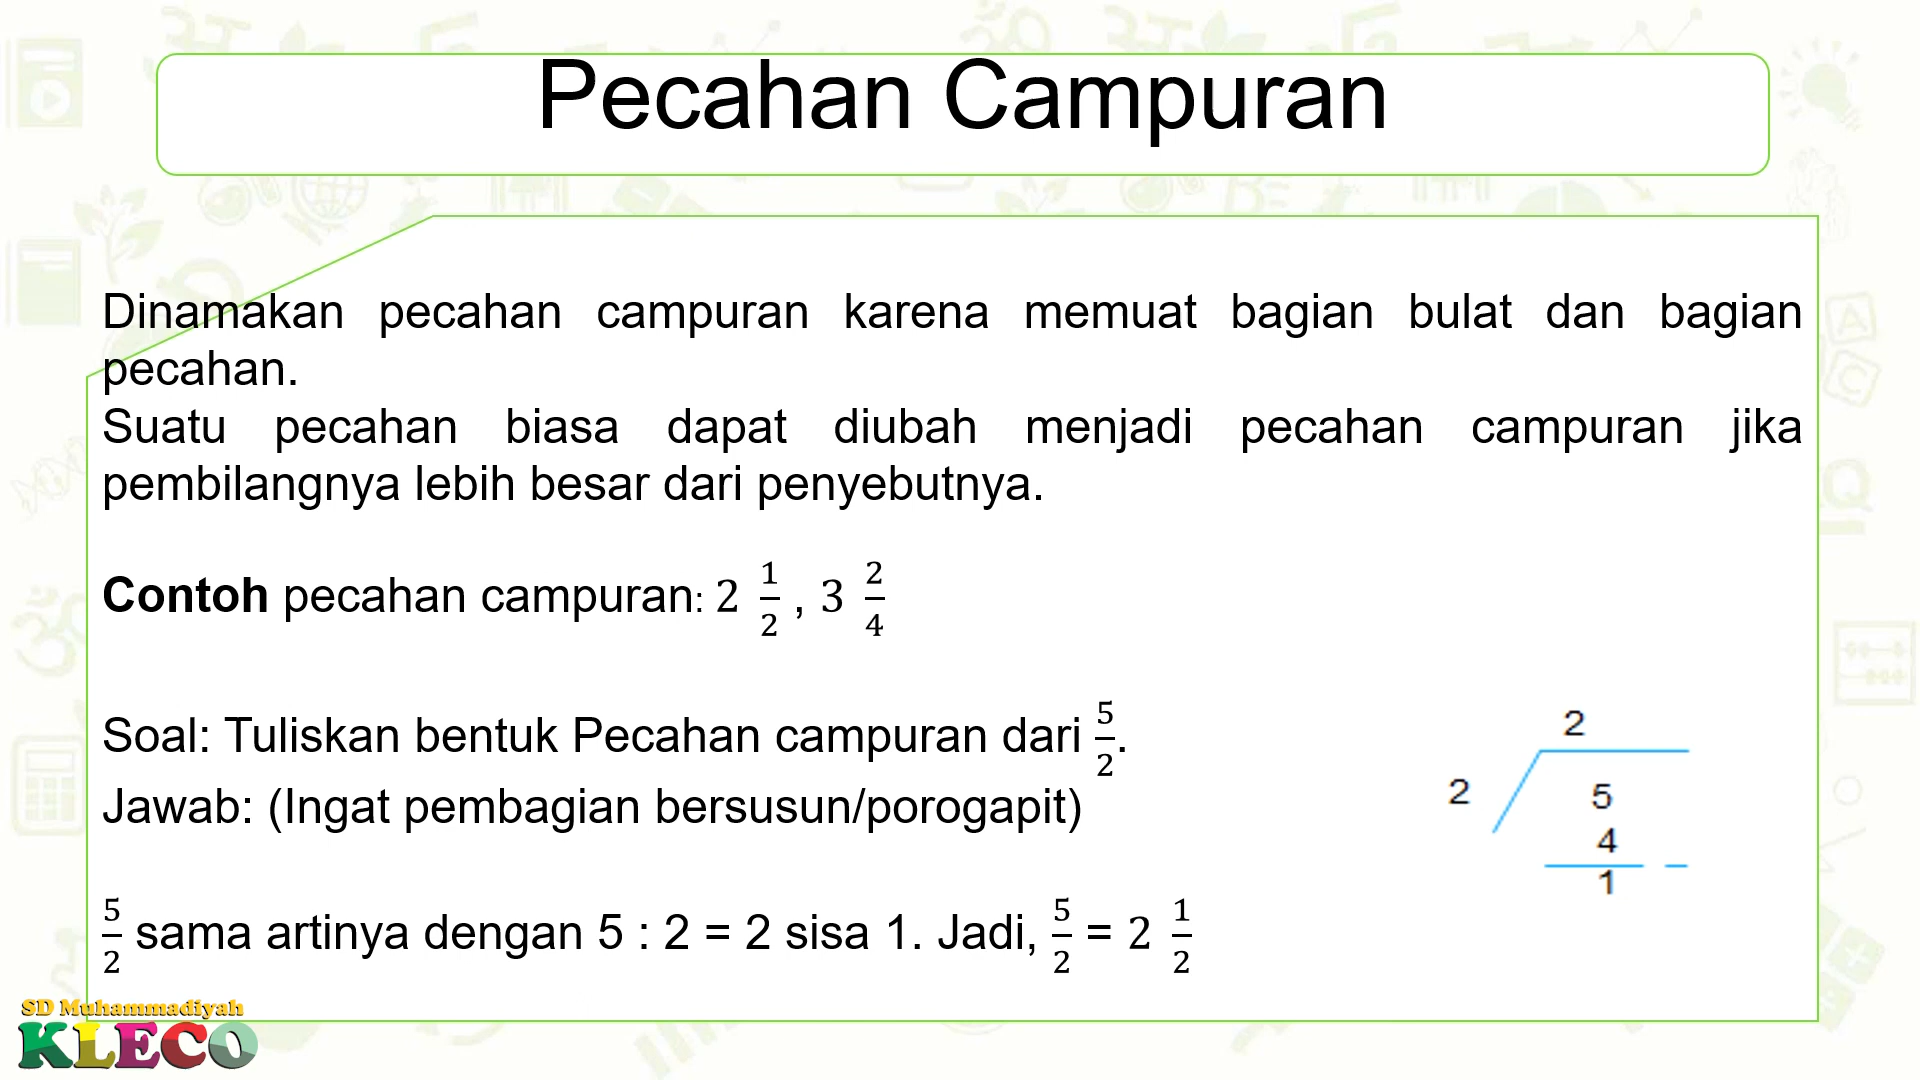 Pecahan Campuran
Dinamakan pecahan campuran karena memuat bagian bulat dan bagian
pecahan.
Suatu pecahan biasa dapat diubah menjadi pecahan campuran jika
pembilangnya lebih besar dari penyebutnya.
Contoh pecahan campuran: 2 1/2 , 3 2/4
Soal: Tuliskan bentuk Pecahan campuran dari 5/2.
Jawab: (Ingat pembagian bersusun/porogapit)
5/2 sama artinya dengan 5 : 2 = 2 sisa 1. Jadi, 5/2 = 2 1/2
2
2 5
4
1
SD Muhammadiyah
KLECO